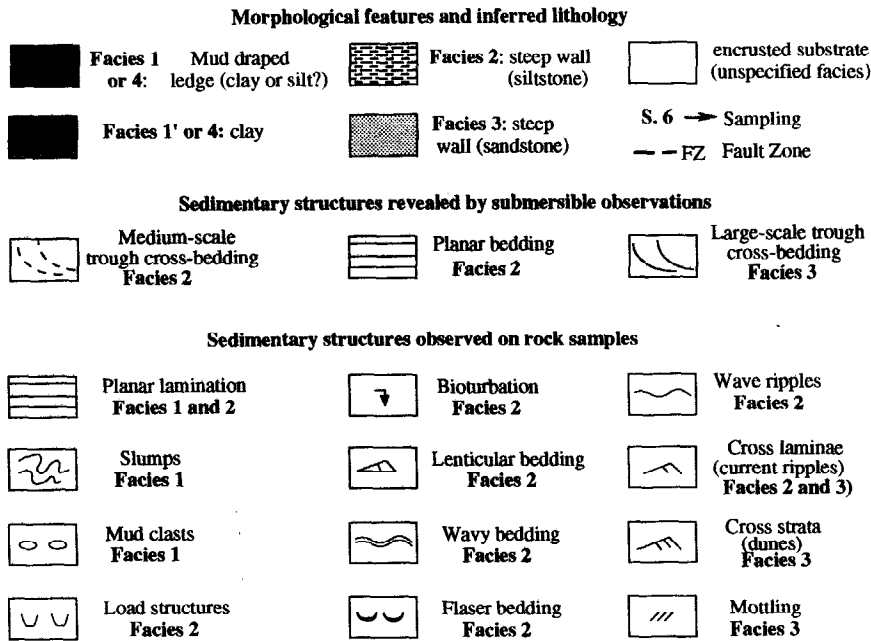 Morphological features and inferred lithology
Facies 1 or 4: Mud draped ledge (clay or silt?)
Facies 2: steep wall (siltstone)
encrusted substrate (unspecified facies)
Facies 1' or 4: clay
Facies 3: steep wall (sandstone)
S. 6 → Sampling
FZ Fault Zone
Sedimentary structures revealed by submersible observations
Medium-scale trough cross-bedding Facies 2
Planar bedding Facies 2
Large-scale trough cross-bedding Facies 3
Sedimentary structures observed on rock samples
Planar lamination Facies 1 and 2
Bioturbation Facies 2
Wave ripples Facies 2
Slumps Facies 1
Lenticular bedding Facies 2
Cross laminae (current ripples) Facies 2 and 3)
Mud clasts Facies 1
Wavy bedding Facies 2
Cross strata (dunes) Facies 3
Load structures Facies 2
Flaser bedding Facies 2
Mottling Facies 3